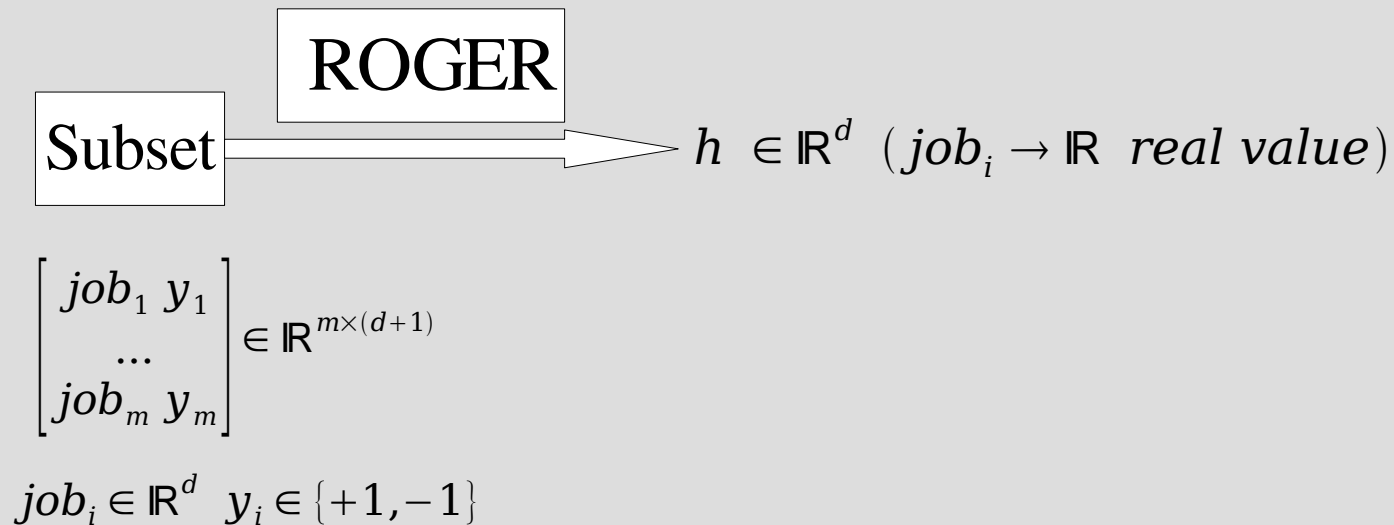 ROGER
Subset
h ∈ ℝ^d (job_i → ℝ real value)
[job_1 y_1
...
job_m y_m] ∈ ℝ^{m×(d+1)}
job_i ∈ ℝ^d y_i ∈ {+1,−1}